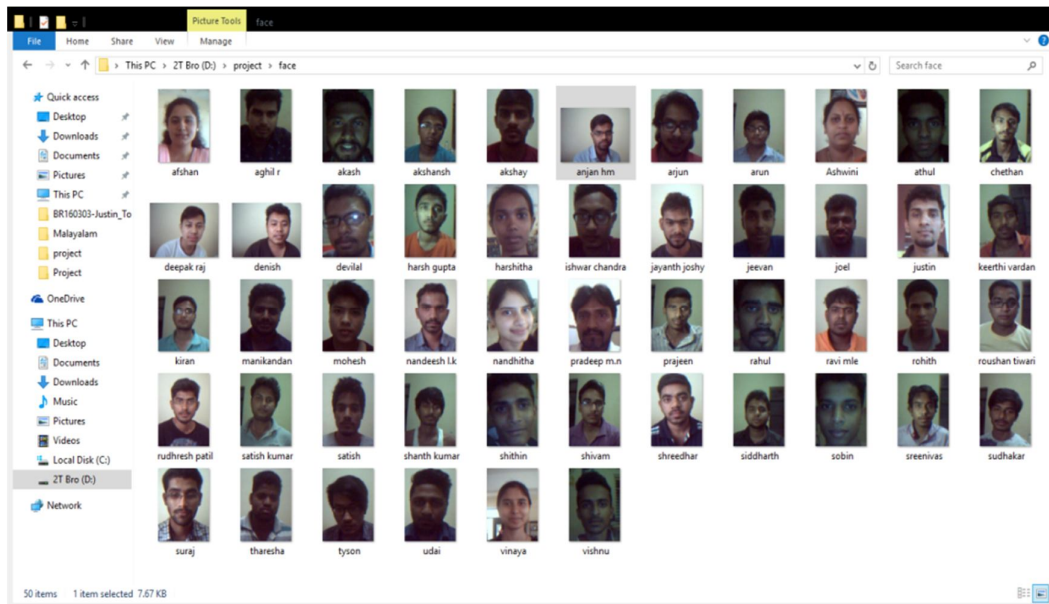 Picture Tools face
File Home Share View Manage
This PC › 2T Bro (D:) › project › face Search face
Quick access
Desktop
Downloads
Documents
Pictures
This PC
BR160303-Justin_To
Malayalam
project
Project
OneDrive
This PC
Desktop
Documents
Downloads
Music
Pictures
Videos
Local Disk (C:)
2T Bro (D:)
Network
afshan aghil r akash akshansh akshay anjan hm arjun arun Ashwini athul chethan
deepak raj denish devilal harsh gupta harshitha ishwar chandra jayanth joshy jeevan joel justin keerthi vardan
kiran manikandan mohesh nandeesh l.k nandhitha pradeep m.n prajeen rahul ravi mle rohith roushan tiwari
rudhresh patil satish kumar satish shanth kumar shithin shivam shreedhar siddharth sobin sreenivas sudhakar
suraj tharesha tyson udai vinaya vishnu
50 items 1 item selected 7.67 KB